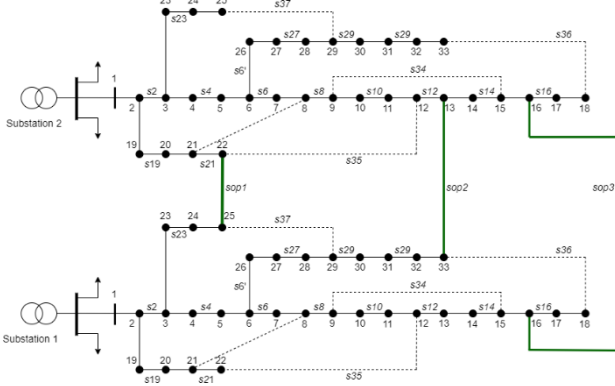 23 24 25
s23 s37
26 27 28 s27 29 s29 30 31 s29 32 33 s36
s6'
s34
1 s2 s4 s6 s8 s10 s12 s14 s16
2 3 4 5 6 7 8 9 10 11 12 13 14 15 16 17 18
Substation 2
19 20 21 22
s19 s21 s35
sop1 sop2 sop3
23 24 25 s37
s23
s27 s29 s29 s36
26 27 28 29 30 31 32 33
s6'
s34
1 s2 s4 s6 s8 s10 s12 s14 s16
2 3 4 5 6 7 8 9 10 11 12 13 14 15 16 17 18
Substation 1
19 20 21 22
s19 s21 s35